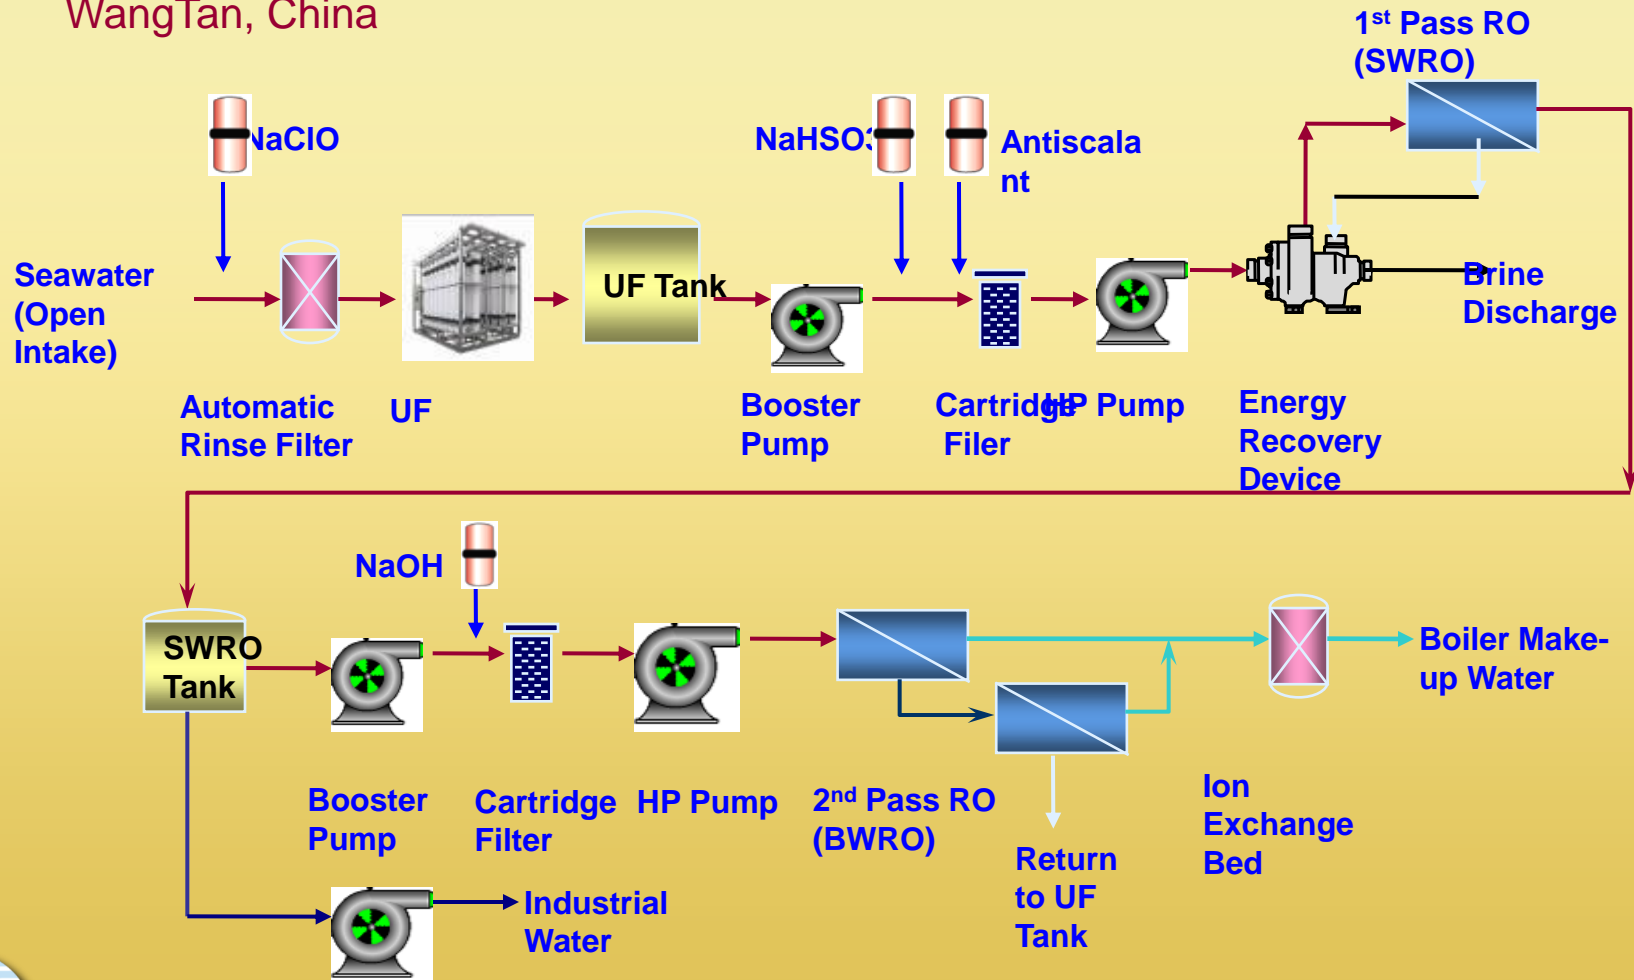 WangTan, China
1st Pass RO
(SWRO)
NaClO
NaHSO3
Antiscala
nt
Seawater
(Open
Intake)
UF Tank
Brine
Discharge
Automatic
Rinse Filter
UF
Booster
Pump
Cartridge
Filer
HP Pump
Energy
Recovery
Device
NaOH
SWRO
Tank
Boiler Make-
up Water
Booster
Pump
Cartridge
Filter
HP Pump
2nd Pass RO
(BWRO)
Ion
Exchange
Bed
Return
to UF
Tank
Industrial
Water